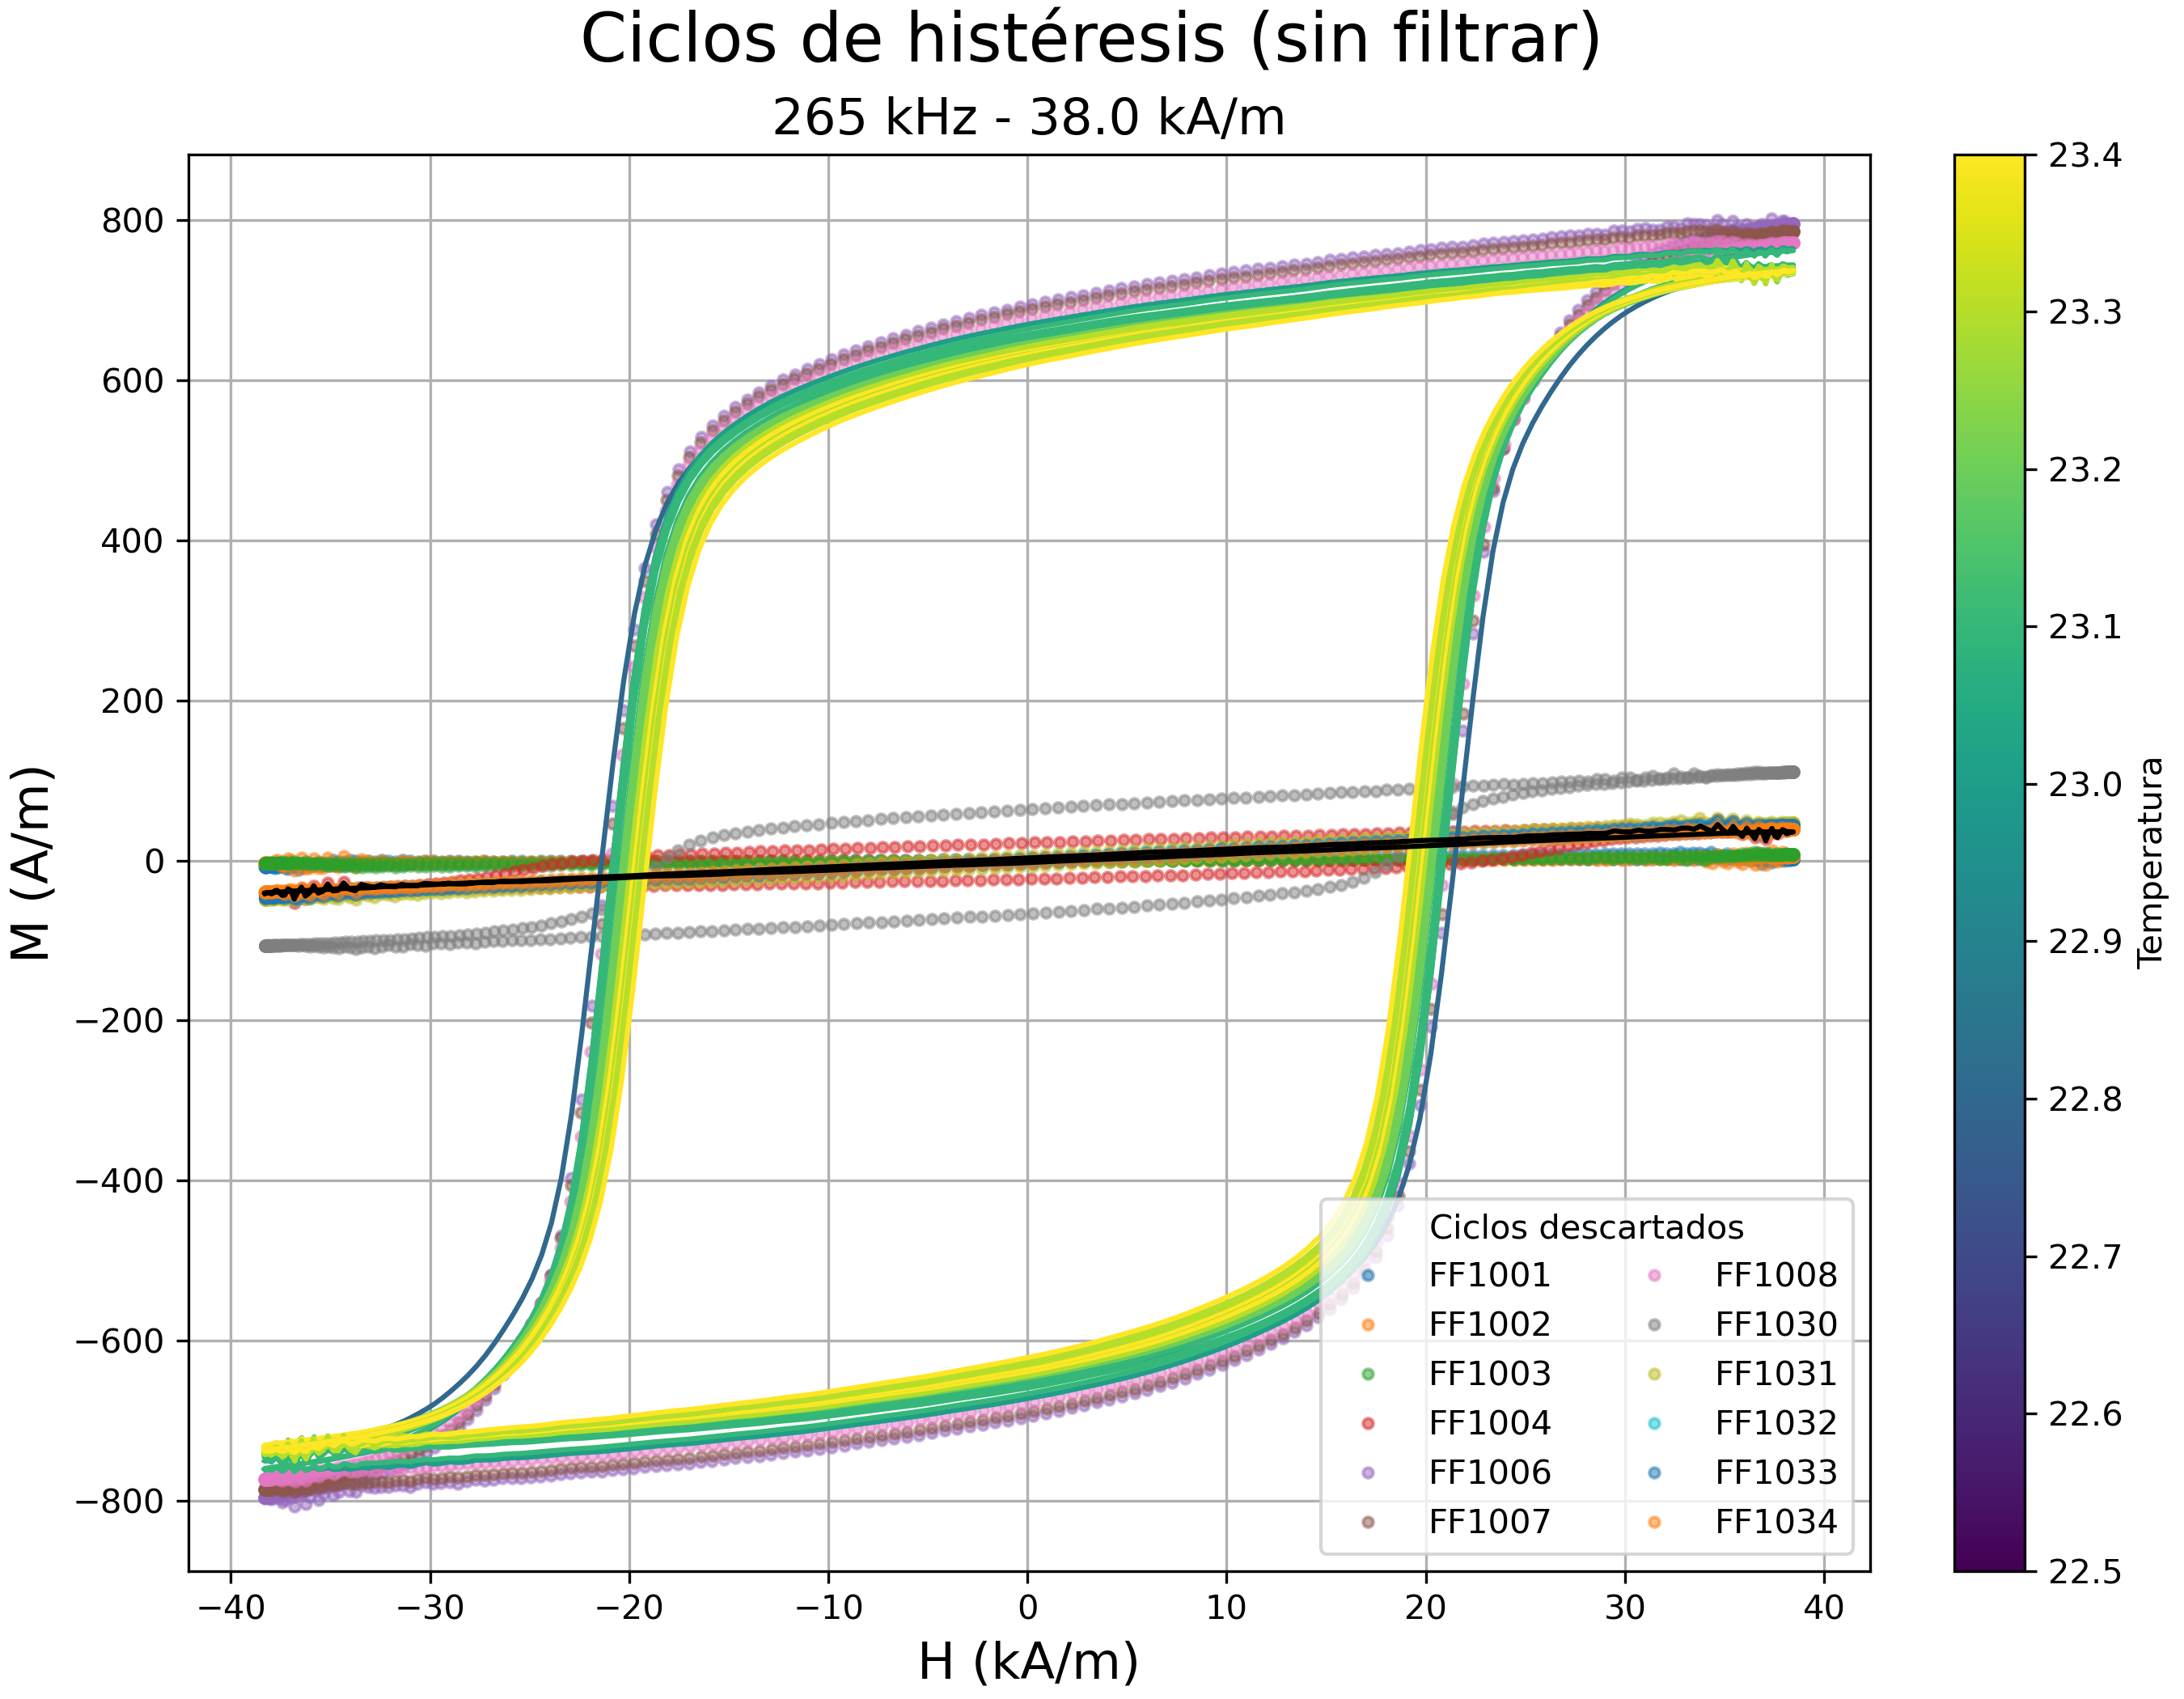 Ciclos de histéresis (sin filtrar)
265 kHz - 38.0 kA/m
M (A/m)
800
600
400
200
0
−200
−400
−600
−800
−40
−30
−20
−10
0
10
20
30
40
H (kA/m)
Ciclos descartados
FF1001
FF1002
FF1003
FF1004
FF1006
FF1007
FF1008
FF1030
FF1031
FF1032
FF1033
FF1034
23.4
23.3
23.2
23.1
23.0
22.9
22.8
22.7
22.6
22.5
Temperatura